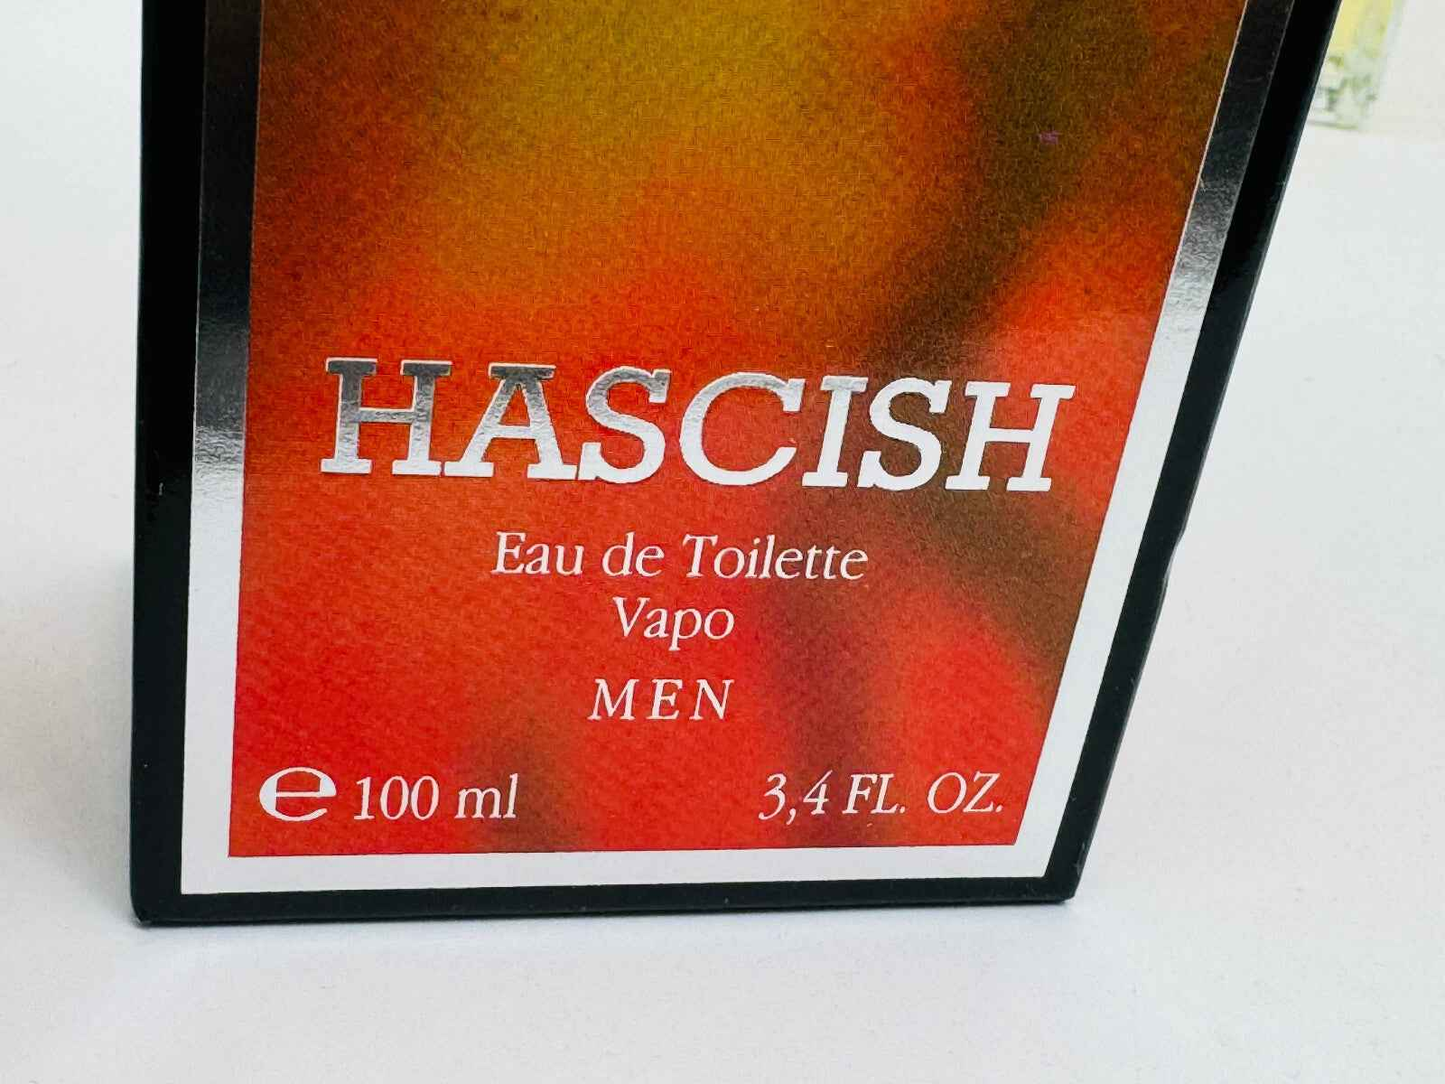 HASCISH
Eau de Toilette
Vapo
MEN
℮ 100 ml 3,4 FL. OZ.